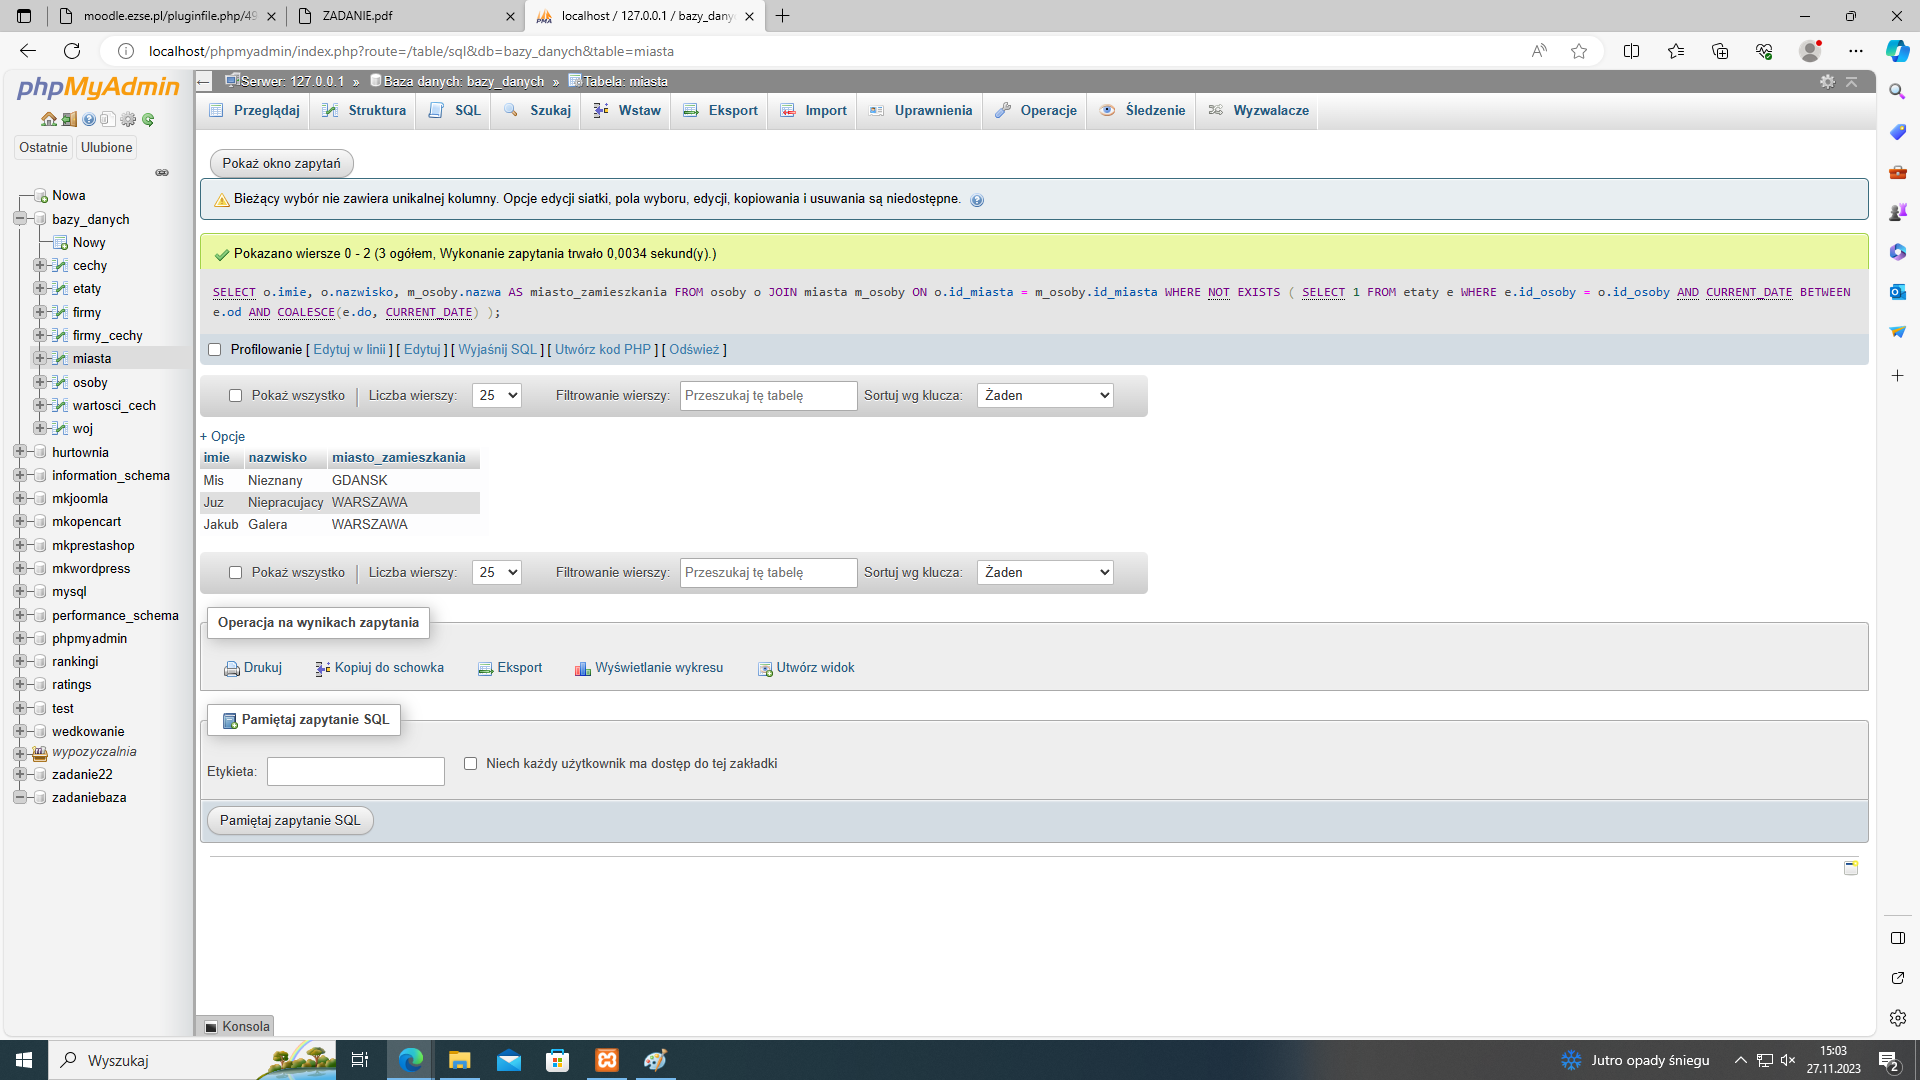 moodle.ezse.pl/pluginfile.php/49
ZADANIE.pdf
localhost / 127.0.0.1 / bazy_dany
localhost/phpmyadmin/index.php?route=/table/sql&db=bazy_danych&table=miasta
phpMyAdmin
Ostatnie
Ulubione
Nowa
bazy_danych
Nowy
cechy
etaty
firmy
firmy_cechy
miasta
osoby
wartosci_cech
woj
hurtownia
information_schema
mkjoomla
mkopencart
mkprestashop
mkwordpress
mysql
performance_schema
phpmyadmin
rankingi
ratings
test
wedkowanie
wypozyczalnia
zadanie22
zadaniebaza
Serwer: 127.0.0.1 » Baza danych: bazy_danych » Tabela: miasta
Przeglądaj Struktura SQL Szukaj Wstaw Eksport Import Uprawnienia Operacje Śledzenie Wyzwalacze
Pokaż okno zapytań
Bieżący wybór nie zawiera unikalnej kolumny. Opcje edycji siatki, pola wyboru, edycji, kopiowania i usuwania są niedostępne.
Pokazano wiersze 0 - 2 (3 ogółem, Wykonanie zapytania trwało 0,0034 sekund(y).)
SELECT o.imie, o.nazwisko, m_osoby.nazwa AS miasto_zamieszkania FROM osoby o JOIN miasta m_osoby ON o.id_miasta = m_osoby.id_miasta WHERE NOT EXISTS ( SELECT 1 FROM etaty e WHERE e.id_osoby = o.id_osoby AND CURRENT_DATE BETWEEN
e.od AND COALESCE(e.do, CURRENT_DATE) );
Profilowanie [ Edytuj w linii ] [ Edytuj ] [ Wyjaśnij SQL ] [ Utwórz kod PHP ] [ Odśwież ]
Pokaż wszystko Liczba wierszy: 25 Filtrowanie wierszy: Przeszukaj tę tabelę Sortuj wg klucza: Żaden
+ Opcje
imie nazwisko miasto_zamieszkania
Mis Nieznany GDANSK
Juz Niepracujacy WARSZAWA
Jakub Galera WARSZAWA
Pokaż wszystko Liczba wierszy: 25 Filtrowanie wierszy: Przeszukaj tę tabelę Sortuj wg klucza: Żaden
Operacja na wynikach zapytania
Drukuj Kopiuj do schowka Eksport Wyświetlanie wykresu Utwórz widok
Pamiętaj zapytanie SQL
Etykieta: Niech każdy użytkownik ma dostęp do tej zakładki
Pamiętaj zapytanie SQL
Konsola
Wyszukaj
Jutro opady śniegu
15:03
27.11.2023
2